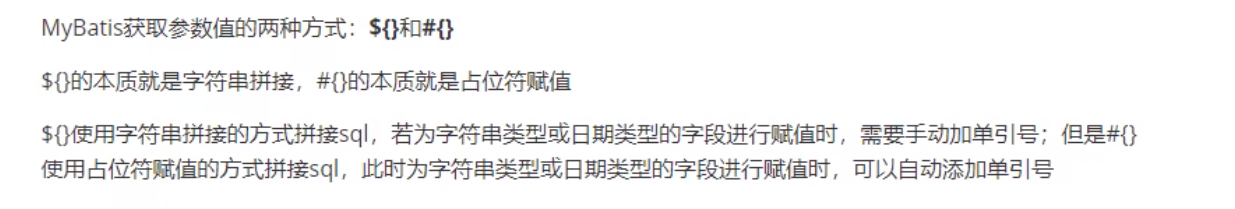 MyBatis获取参数值的两种方式：${}和#{}
${}的本质就是字符串拼接，#{}的本质就是占位符赋值
${}使用字符串拼接的方式拼接sql，若为字符串类型或日期类型的字段进行赋值时，需要手动加单引号；但是#{}
使用占位符赋值的方式拼接sql，此时为字符串类型或日期类型的字段进行赋值时，可以自动添加单引号